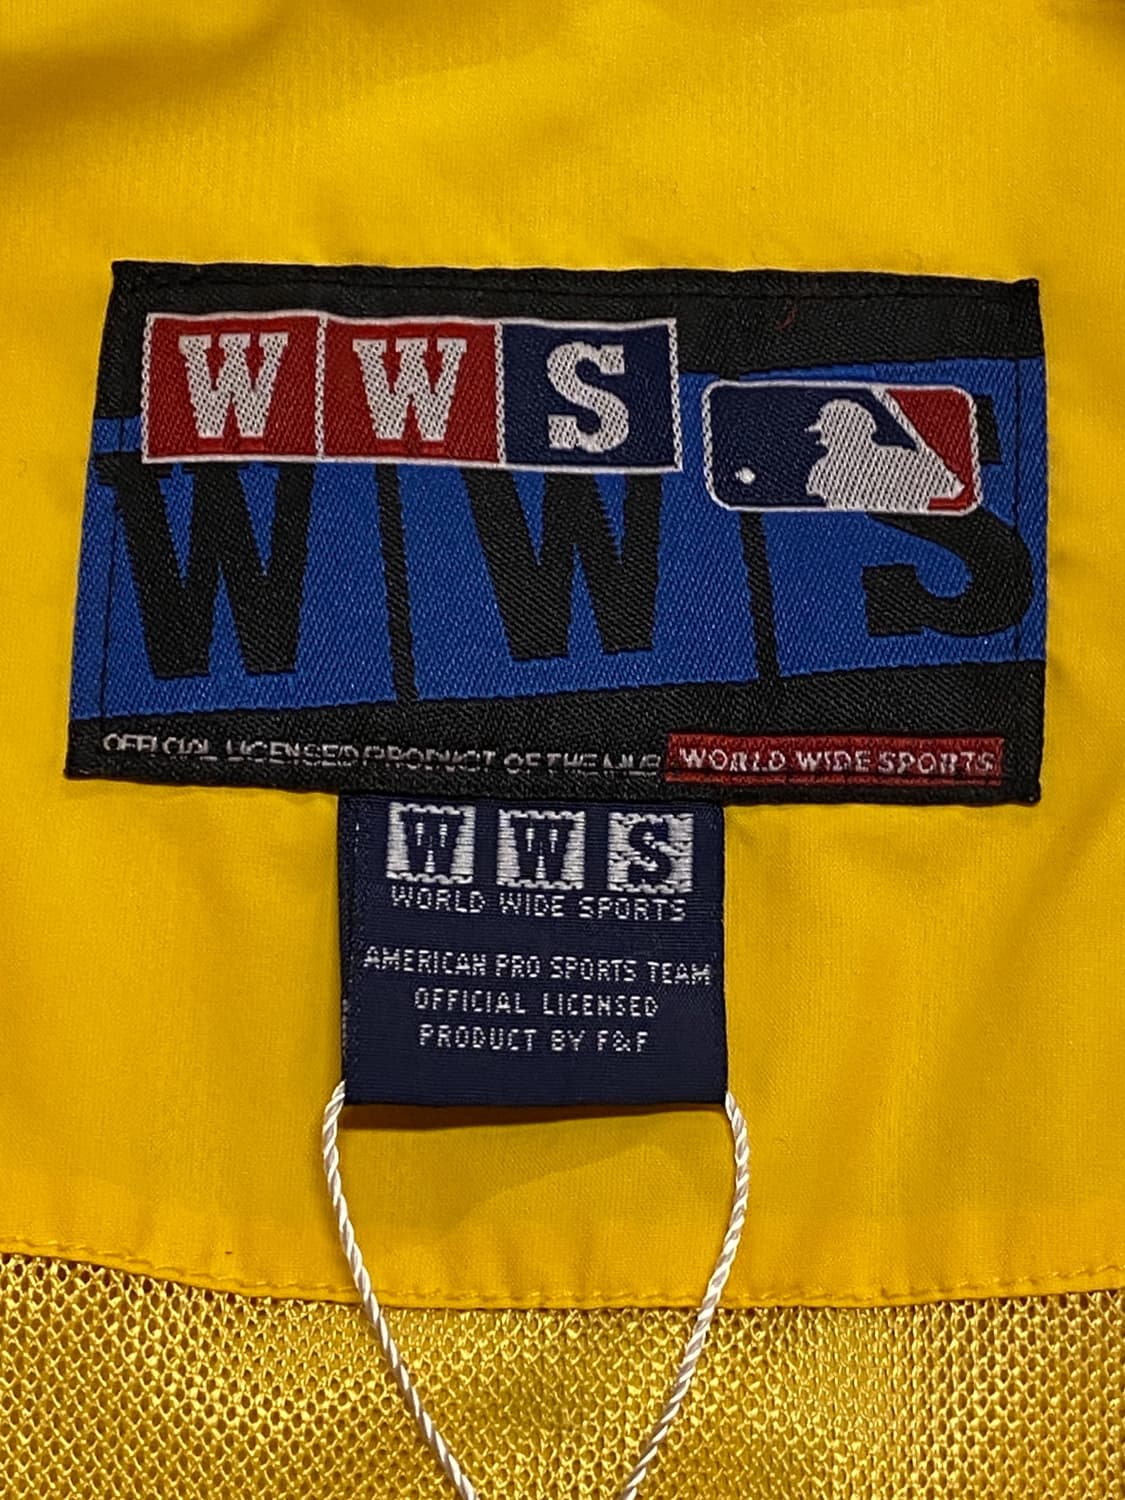 WWS
WWS
OFFICIAL LICENSED PRODUCT OF THE MLB WORLD WIDE SPORTS
WWS
WORLD WIDE SPORTS
AMERICAN PRO SPORTS TEAM
OFFICIAL LICENSED
PRODUCT BY F&F